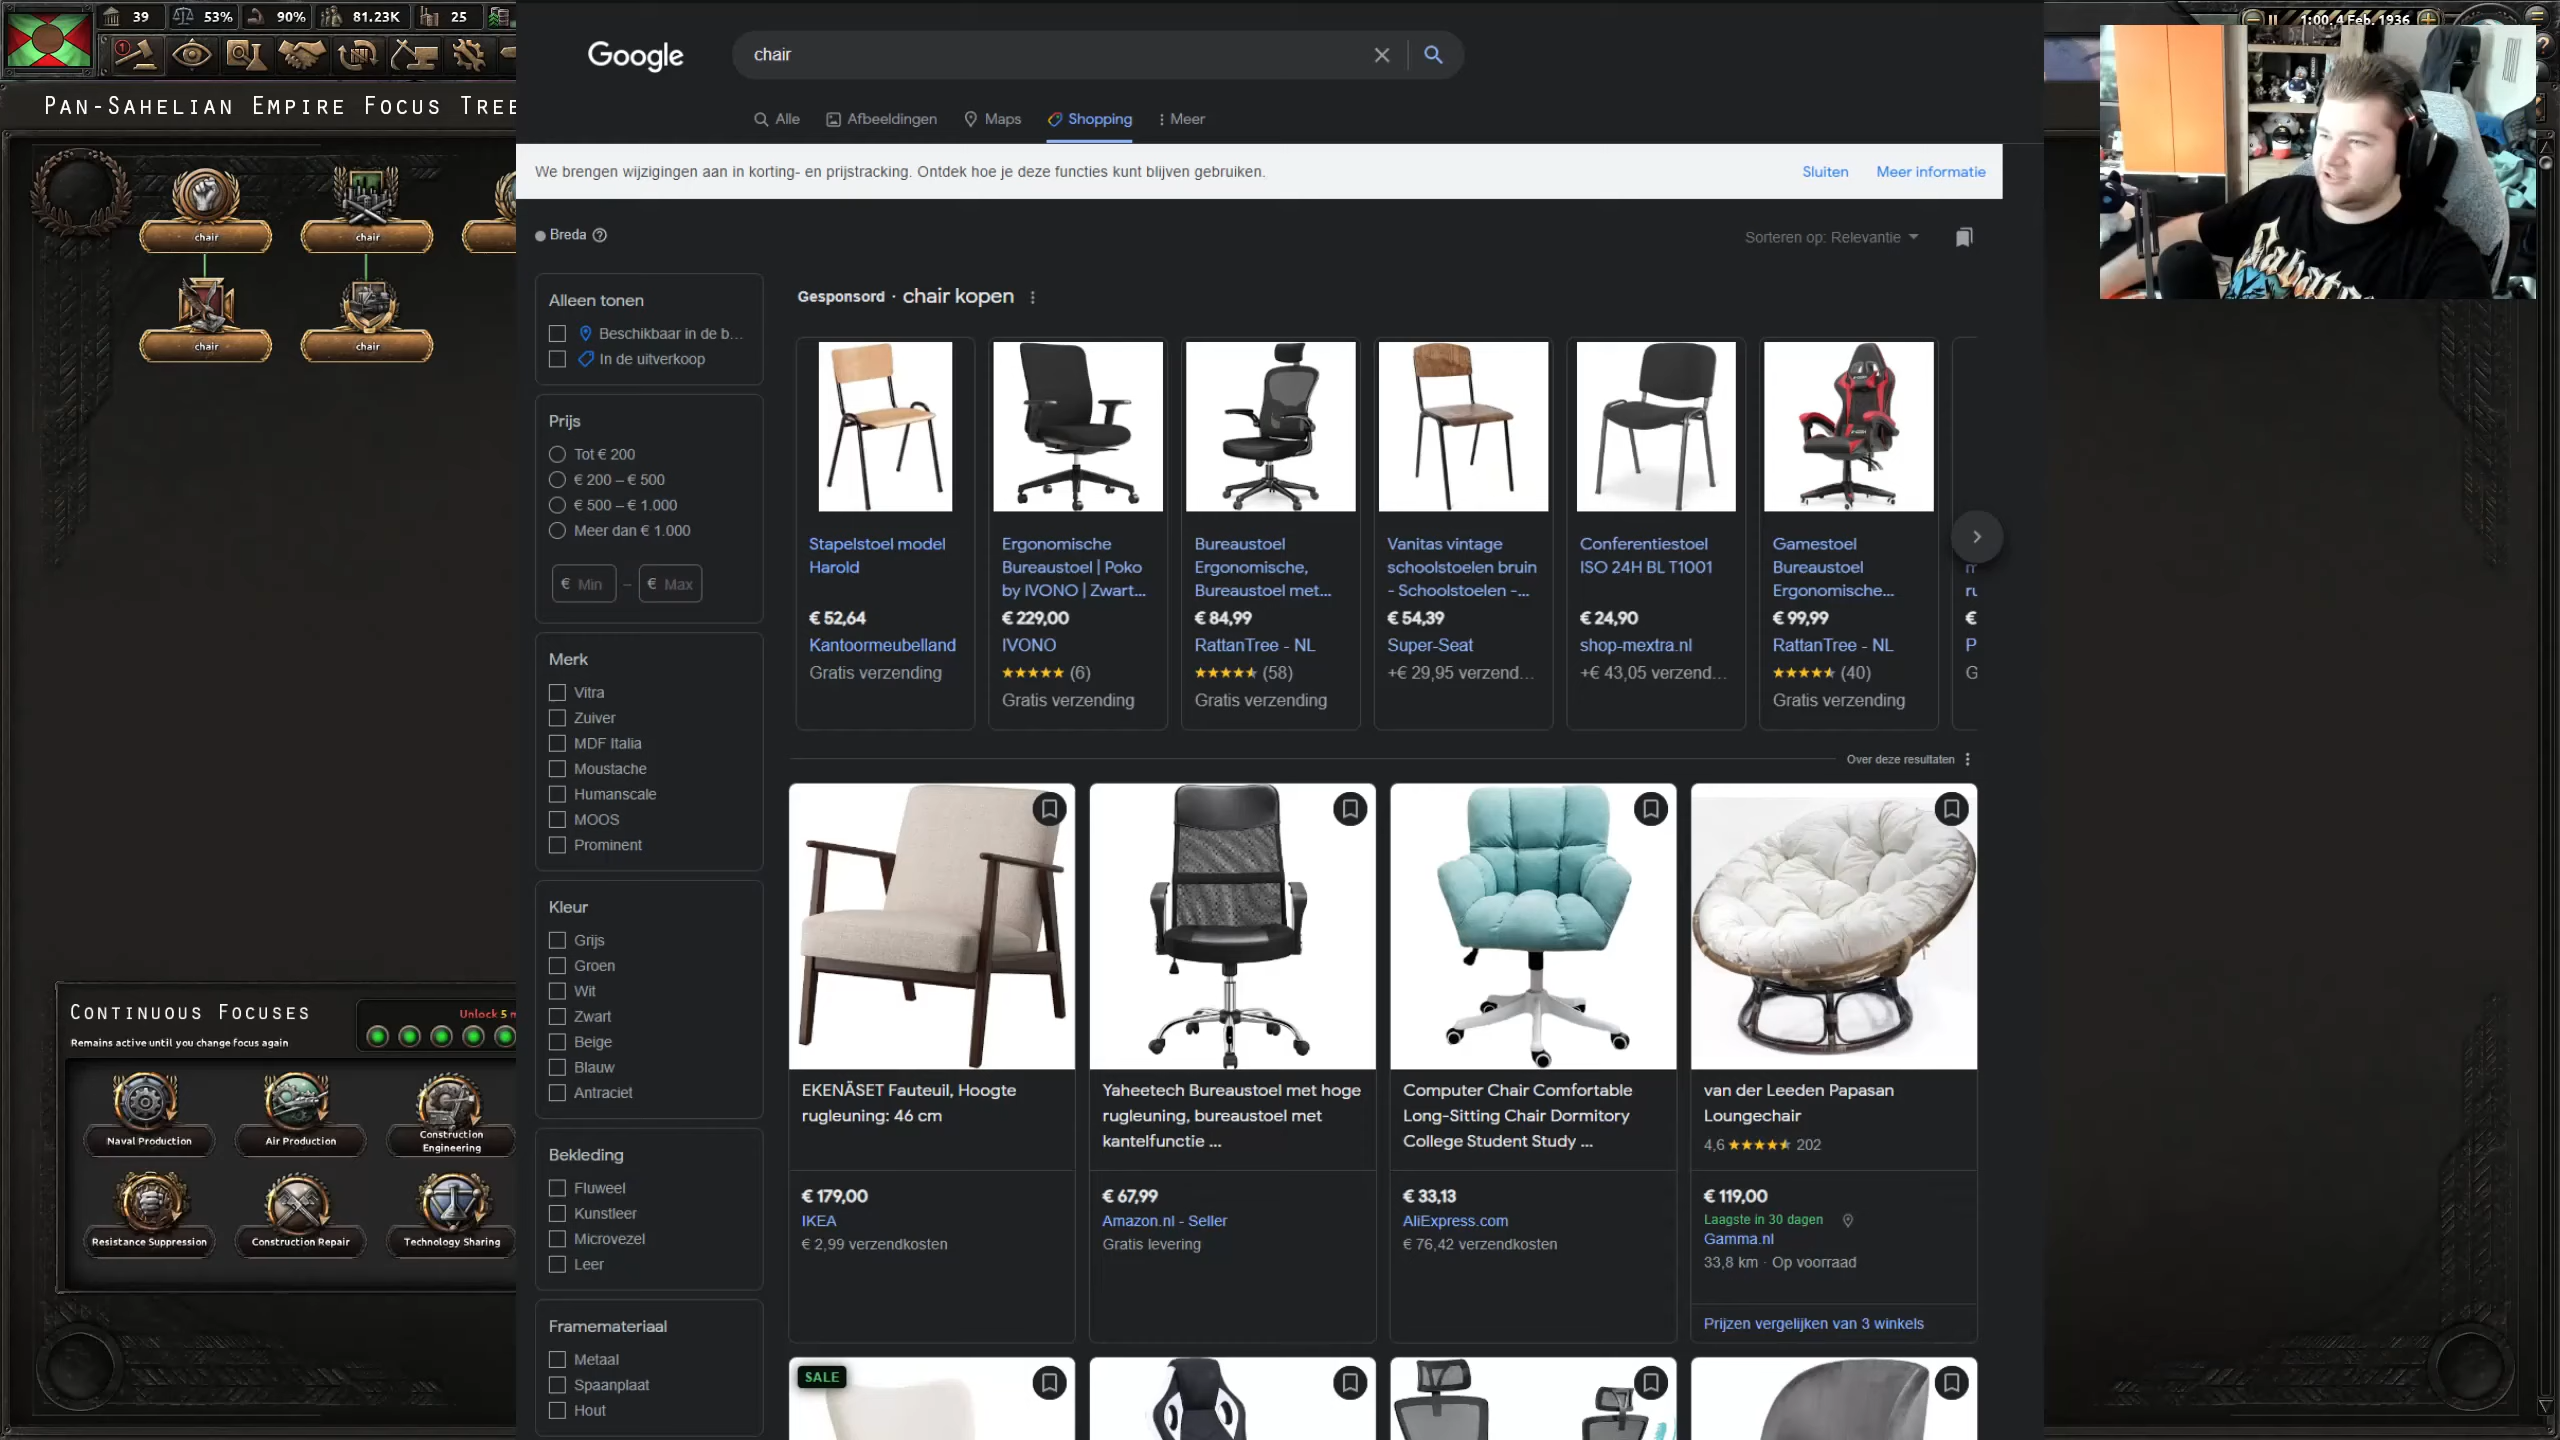 39
53%
90%
81.23K
25
1:00, 4 Feb, 1936
PAN-SAHELIAN EMPIRE FOCUS TREE
chair
chair
chair
chair
CONTINUOUS FOCUSES
Unlock 5
Remains active until you change focus again
Naval Production
Air Production
Construction
Engineering
Resistance Suppression
Construction Repair
Technology Sharing
Google
chair
Alle
Afbeeldingen
Maps
Shopping
Meer
We brengen wijzigingen aan in korting- en prijstracking. Ontdek hoe je deze functies kunt blijven gebruiken.
Sluiten
Meer informatie
Breda
Sorteren op: Relevantie
Alleen tonen
Beschikbaar in de b...
In de uitverkoop
Prijs
Tot € 200
€ 200 – € 500
€ 500 – € 1.000
Meer dan € 1.000
€ Min – € Max
Merk
Vitra
Zuiver
MDF Italia
Moustache
Humanscale
MOOS
Prominent
Kleur
Grijs
Groen
Wit
Zwart
Beige
Blauw
Antraciet
Bekleding
Fluweel
Kunstleer
Microvezel
Leer
Framemateriaal
Metaal
Spaanplaat
Hout
Gesponsord · chair kopen
Stapelstoel model
Harold
€ 52,64
Kantoormeubelland
Gratis verzending
Ergonomische
Bureaustoel | Poko
by IVONO | Zwart...
€ 229,00
IVONO
(6)
Gratis verzending
Bureaustoel
Ergonomische,
Bureaustoel met...
€ 84,99
RattanTree - NL
(58)
Gratis verzending
Vanitas vintage
schoolstoelen bruin
- Schoolstoelen -...
€ 54,39
Super-Seat
+€ 29,95 verzend...
Conferentiestoel
ISO 24H BL T1001
€ 24,90
shop-mextra.nl
+€ 43,05 verzend...
Gamestoel
Bureaustoel
Ergonomische...
€ 99,99
RattanTree - NL
(40)
Gratis verzending
€
P
G
Over deze resultaten
EKENÄSET Fauteuil, Hoogte
rugleuning: 46 cm
€ 179,00
IKEA
€ 2,99 verzendkosten
Yaheetech Bureaustoel met hoge
rugleuning, bureaustoel met
kantelfunctie ...
€ 67,99
Amazon.nl - Seller
Gratis levering
Computer Chair Comfortable
Long-Sitting Chair Dormitory
College Student Study ...
€ 33,13
AliExpress.com
€ 76,42 verzendkosten
van der Leeden Papasan
Loungechair
4,6 202
€ 119,00
Laagste in 30 dagen
Gamma.nl
33,8 km · Op voorraad
Prijzen vergelijken van 3 winkels
SALE